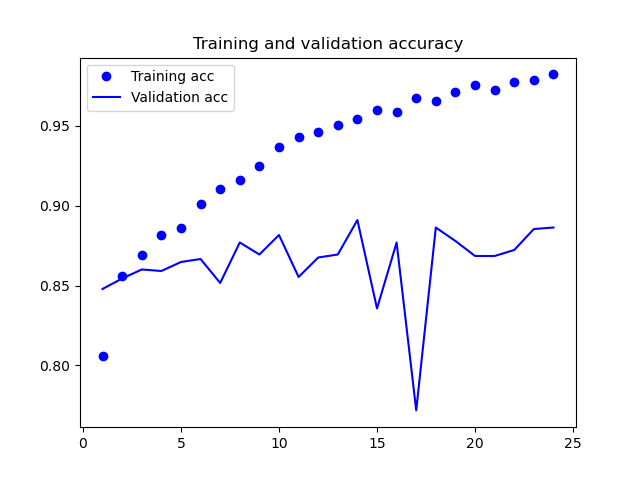 Training and validation accuracy
Training acc
Validation acc
0.95
0.90
0.85
0.80
0 5 10 15 20 25